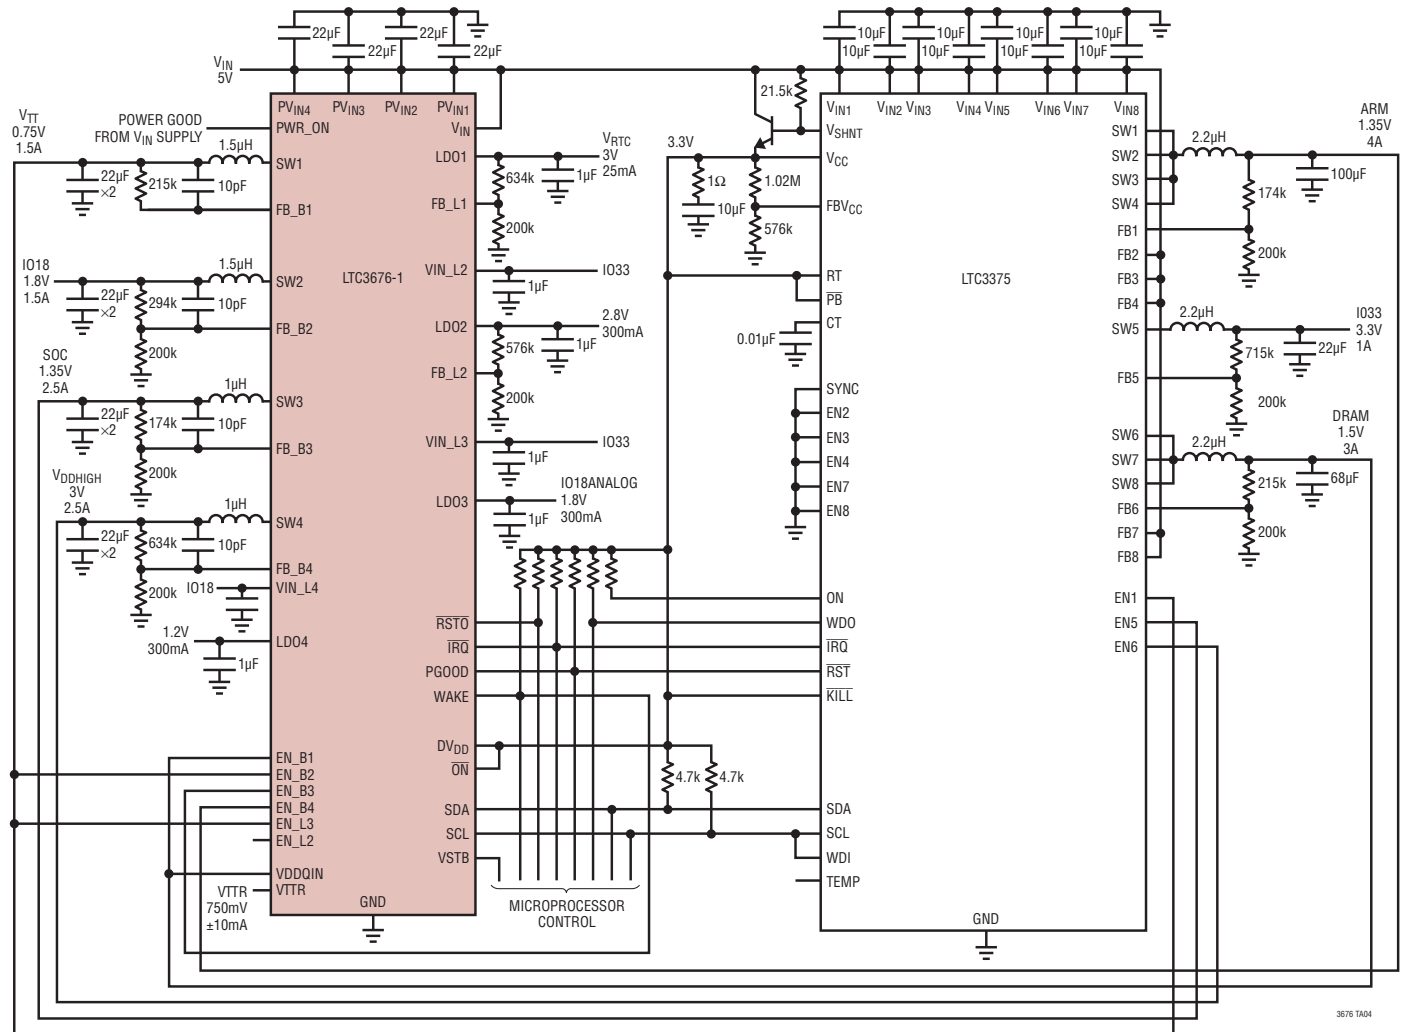 22µF
22µF
22µF
22µF
10µF
10µF
10µF
10µF
10µF
10µF
10µF
10µF
VIN
5V
PVIN4
PVIN3
PVIN2
PVIN1
VIN
POWER GOOD
FROM VIN SUPPLY
PWR_ON
VTT
0.75V
1.5A
1.5µH
SW1
22µF
×2
215k
10pF
FB_B1
IO18
1.8V
1.5A
1.5µH
SW2
22µF
×2
294k
10pF
FB_B2
200k
SOC
1.35V
2.5A
1µH
SW3
22µF
×2
174k
10pF
FB_B3
200k
VDDHIGH
3V
2.5A
1µH
SW4
22µF
×2
634k
10pF
FB_B4
200k
IO18
VIN_L4
1.2V
300mA
LDO4
1µF
EN_B1
EN_B2
EN_B3
EN_B4
EN_L3
EN_L2
VDDQIN
VTTR
VTTR
750mV
±10mA
GND
LTC3676-1
LDO1
VRTC
3V
25mA
634k
1µF
FB_L1
200k
VIN_L2
IO33
1µF
LDO2
2.8V
300mA
576k
1µF
FB_L2
200k
VIN_L3
IO33
1µF
LDO3
IO18ANALOG
1.8V
300mA
1µF
RSTO
IRQ
PGOOD
WAKE
DVDD
ON
SDA
SCL
VSTB
4.7k
4.7k
MICROPROCESSOR
CONTROL
21.5k
3.3V
1Ω
10µF
1.02M
576k
0.01µF
VIN1
VIN2
VIN3
VIN4
VIN5
VIN6
VIN7
VIN8
VSHNT
VCC
FBVCC
RT
PB
CT
SYNC
EN2
EN3
EN4
EN7
EN8
ON
WDO
IRQ
RST
KILL
SDA
SCL
WDI
TEMP
LTC3375
GND
SW1
SW2
SW3
SW4
FB1
FB2
FB3
FB4
SW5
FB5
SW6
SW7
SW8
FB6
FB7
FB8
EN1
EN5
EN6
2.2µH
ARM
1.35V
4A
100µF
174k
200k
2.2µH
IO33
3.3V
1A
715k
22µF
200k
2.2µH
DRAM
1.5V
3A
215k
68µF
200k
3676 TA04